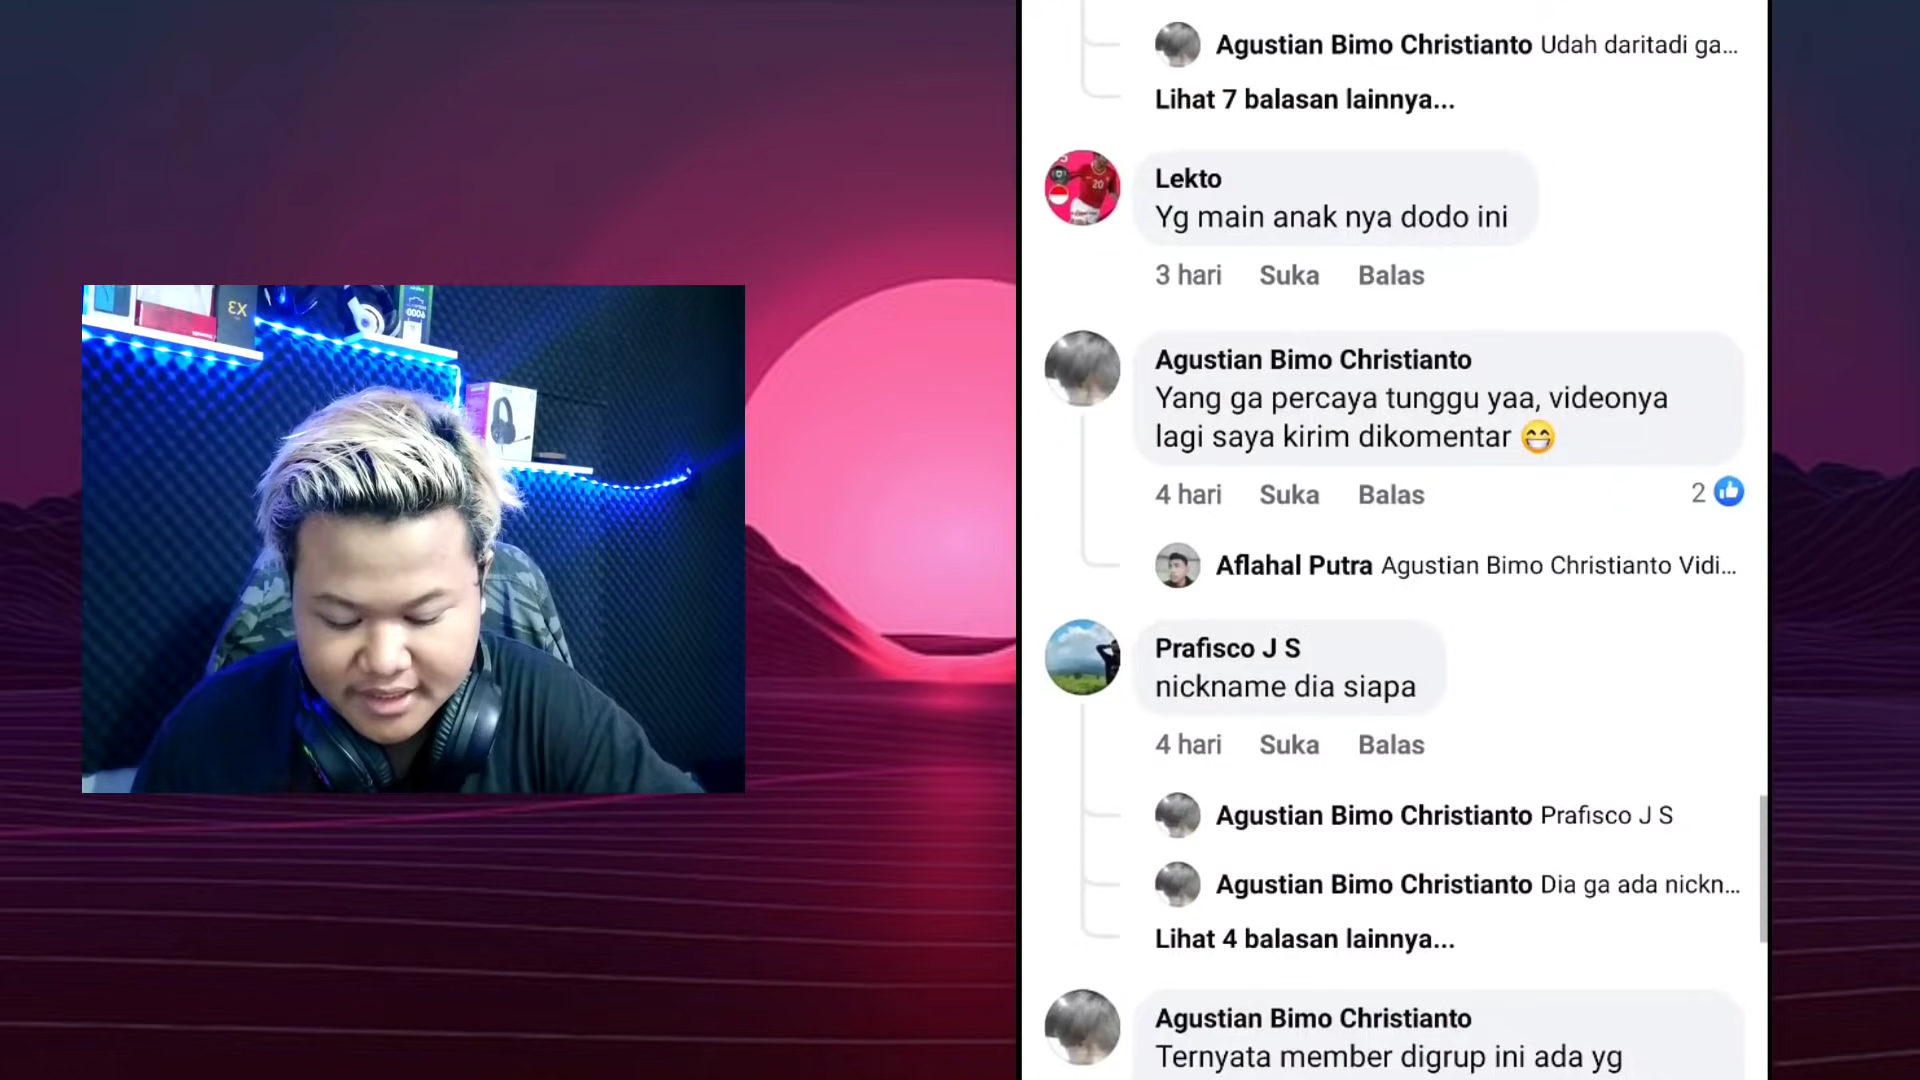 Agustian Bimo Christianto Udah daritadi ga...
Lihat 7 balasan lainnya...
Lekto
Yg main anak nya dodo ini
3 hari Suka Balas
Agustian Bimo Christianto
Yang ga percaya tunggu yaa, videonya
lagi saya kirim dikomentar 😁
4 hari Suka Balas 2
Aflahal Putra Agustian Bimo Christianto Vidi...
Prafisco J S
nickname dia siapa
4 hari Suka Balas
Agustian Bimo Christianto Prafisco J S
Agustian Bimo Christianto Dia ga ada nickn...
Lihat 4 balasan lainnya...
Agustian Bimo Christianto
Ternyata member digrup ini ada yg
X3
20